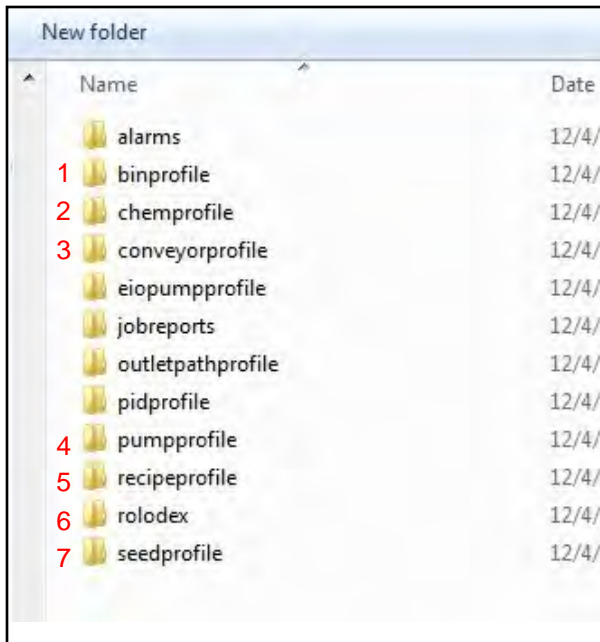 New folder
Name Date
alarms 12/4/
1 binprofile 12/4/
2 chemprofile 12/4/
3 conveyorprofile 12/4/
eiopumpprofile 12/4/
jobreports 12/4/
outletpathprofile 12/4/
pidprofile 12/4/
4 pumpprofile 12/4/
5 recipeprofile 12/4/
6 rolodex 12/4/
7 seedprofile 12/4/